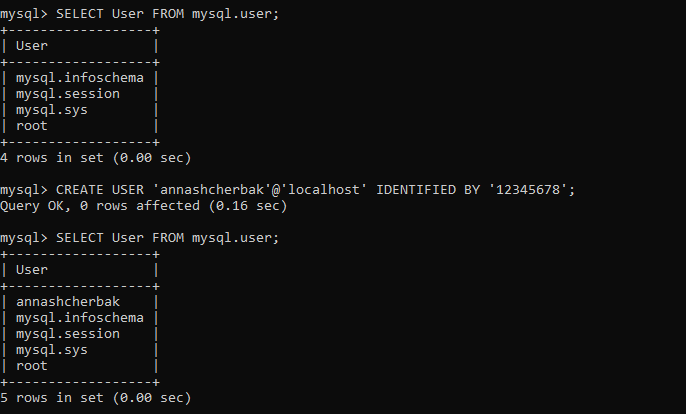 mysql> SELECT User FROM mysql.user;
+------------------+
| User             |
+------------------+
| mysql.infoschema |
| mysql.session    |
| mysql.sys        |
| root             |
+------------------+
4 rows in set (0.00 sec)
mysql> CREATE USER 'annashcherbak'@'localhost' IDENTIFIED BY '12345678';
Query OK, 0 rows affected (0.16 sec)
mysql> SELECT User FROM mysql.user;
+------------------+
| User             |
+------------------+
| annashcherbak    |
| mysql.infoschema |
| mysql.session    |
| mysql.sys        |
| root             |
+------------------+
5 rows in set (0.00 sec)